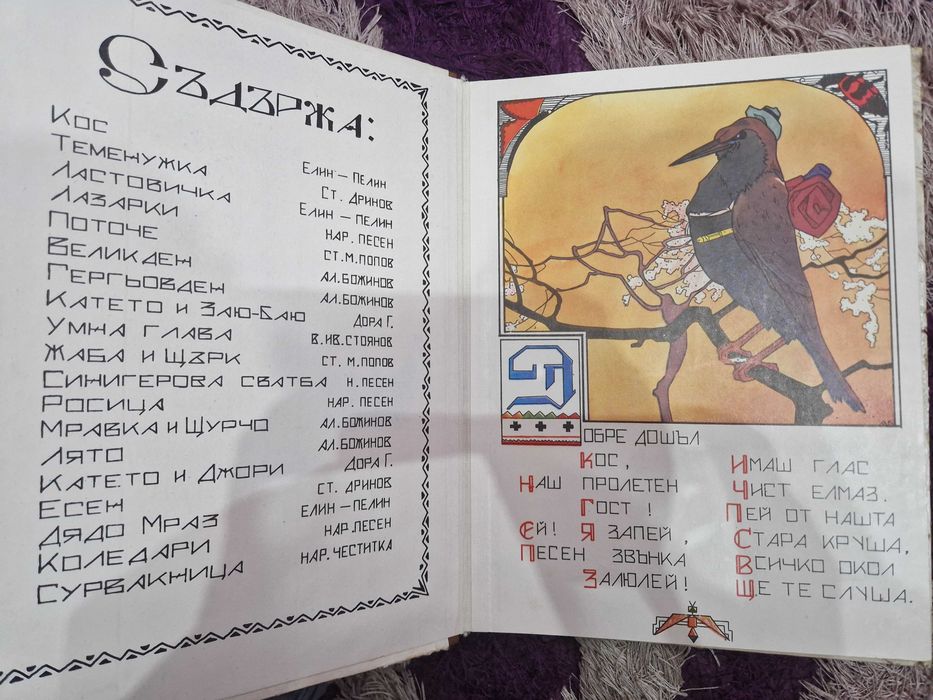 Съдържа:
Кос Елин-Пелин
Теменужка Ст. Дринов
Ластовичка Елин-Пелин
Лазарки нар. песен
Поточе Ст.М.Попов
Великден Ал.Божинов
Гергьовден Ал.Божинов
Катето и Заю-Баю Дора Г.
Умна глава В.Ив.Стоянов
Жаба и Щърк Ст. М.Попов
Синигерова сватба Н. песен
Росица нар. песен
Мравка и Щурчо Ал.Божинов
Лято Ал.Божинов
Катето и Джори Дора Г.
Есен Ст. Дринов
Дядо Мраз Елин-Пелин
Коледари нар.песен
Сурвакница нар. честитка
Добре дошъл
Кос,
Наш пролетен
Гост!
Ей! Я запей,
Песен звънка
Залюлей!
Имаш глас
Чист елмаз.
Пей от нашта
Стара круша,
Всичко окол
Ще те слуша.